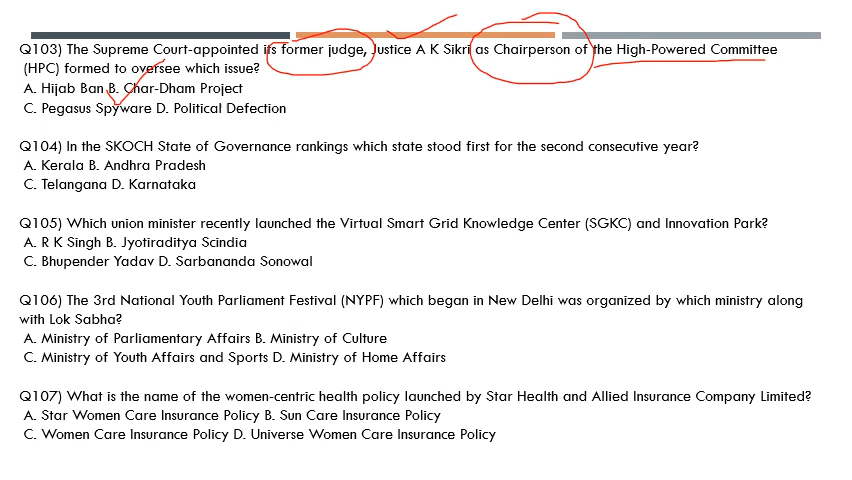 Q103) The Supreme Court-appointed its former judge, Justice A K Sikri as Chairperson of the High-Powered Committee
(HPC) formed to oversee which issue?
A. Hijab Ban B. Char-Dham Project
C. Pegasus Spyware D. Political Defection
Q104) In the SKOCH State of Governance rankings which state stood first for the second consecutive year?
A. Kerala B. Andhra Pradesh
C. Telangana D. Karnataka
Q105) Which union minister recently launched the Virtual Smart Grid Knowledge Center (SGKC) and Innovation Park?
A. R K Singh B. Jyotiraditya Scindia
C. Bhupender Yadav D. Sarbananda Sonowal
Q106) The 3rd National Youth Parliament Festival (NYPF) which began in New Delhi was organized by which ministry along
with Lok Sabha?
A. Ministry of Parliamentary Affairs B. Ministry of Culture
C. Ministry of Youth Affairs and Sports D. Ministry of Home Affairs
Q107) What is the name of the women-centric health policy launched by Star Health and Allied Insurance Company Limited?
A. Star Women Care Insurance Policy B. Sun Care Insurance Policy
C. Women Care Insurance Policy D. Universe Women Care Insurance Policy